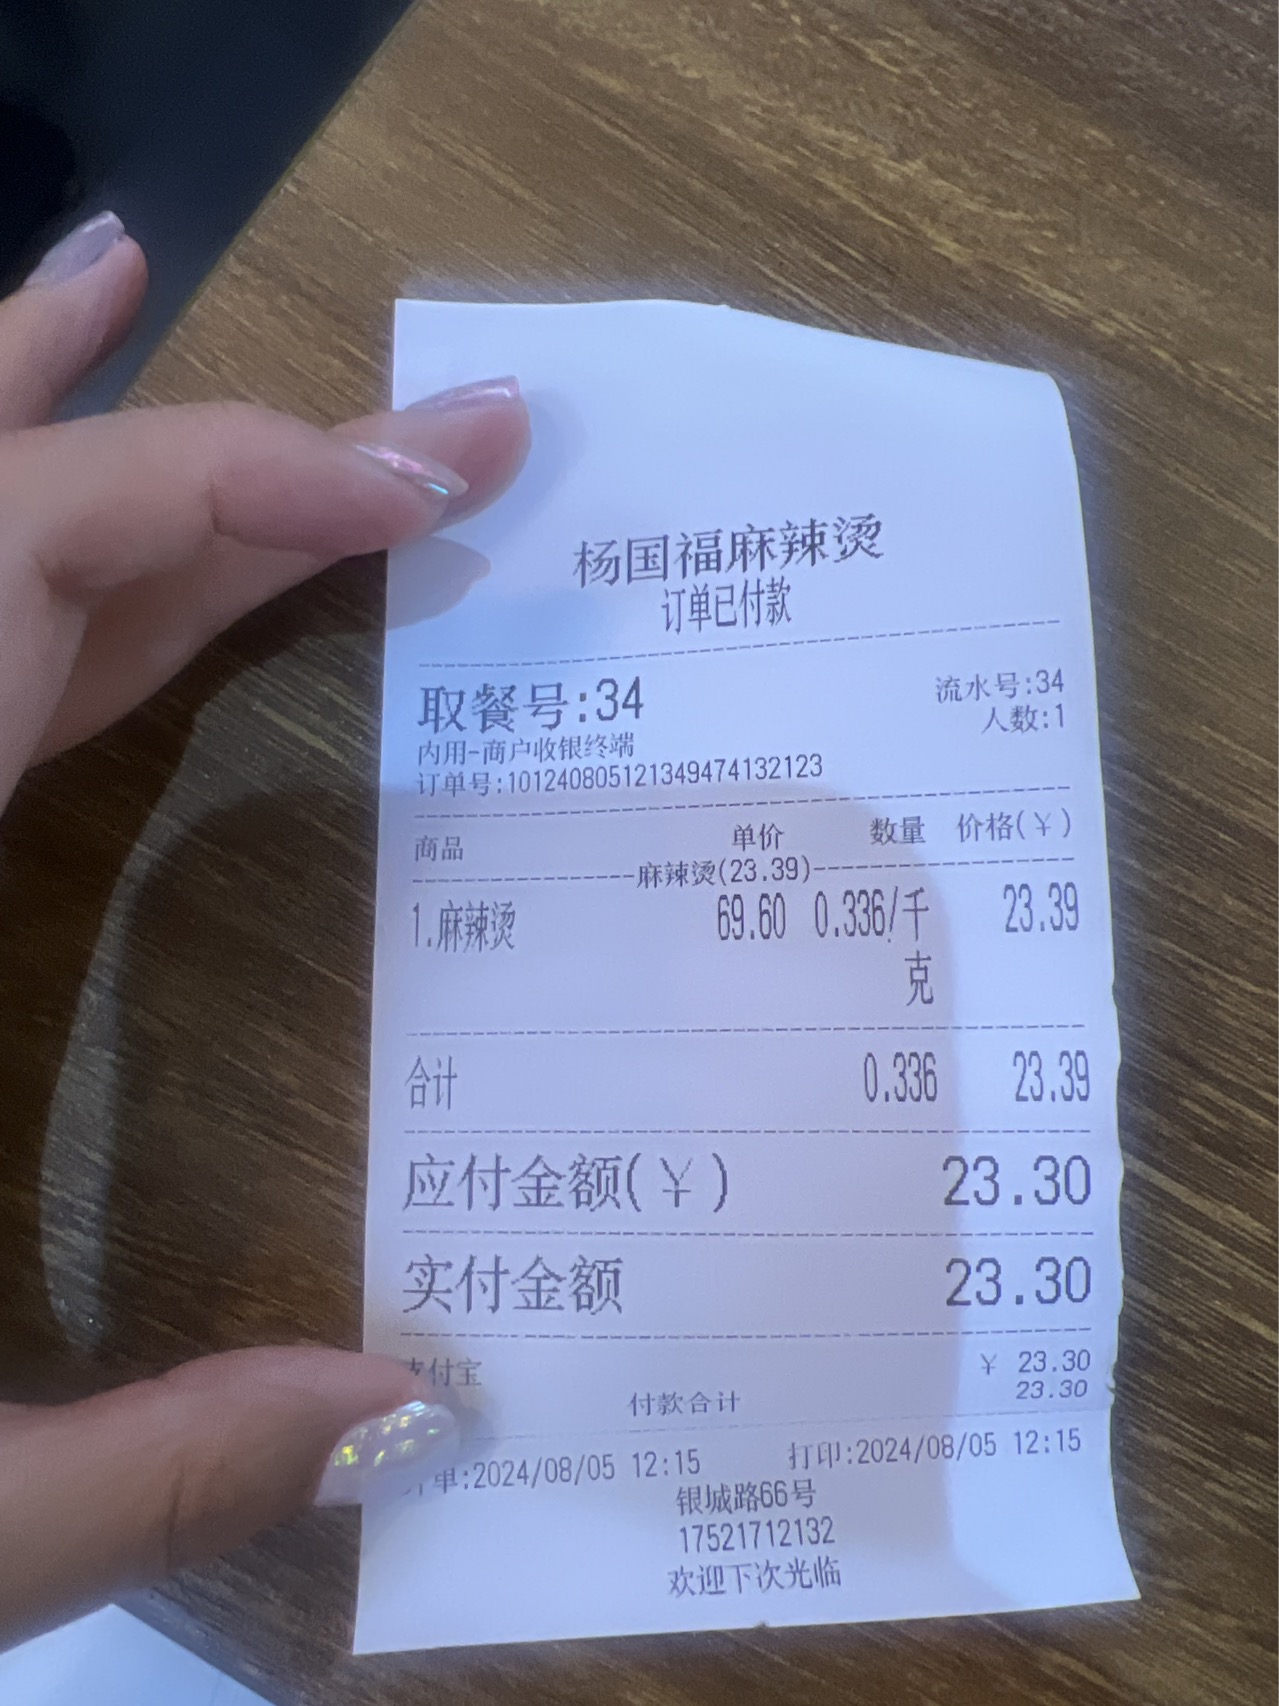 杨国福麻辣烫
订单已付款
取餐号:34 流水号:34
人数:1
内用-商户收银终端
订单号:101240805121349474132123
商品 单价 数量 价格(￥)
麻辣烫(23.39)
1.麻辣烫 69.60 0.336/千克 23.39
合计 0.336 23.39
应付金额(￥) 23.30
实付金额 23.30
支付宝 ￥ 23.30
付款合计 23.30
单:2024/08/05 12:15 打印:2024/08/05 12:15
银城路66号
17521712132
欢迎下次光临